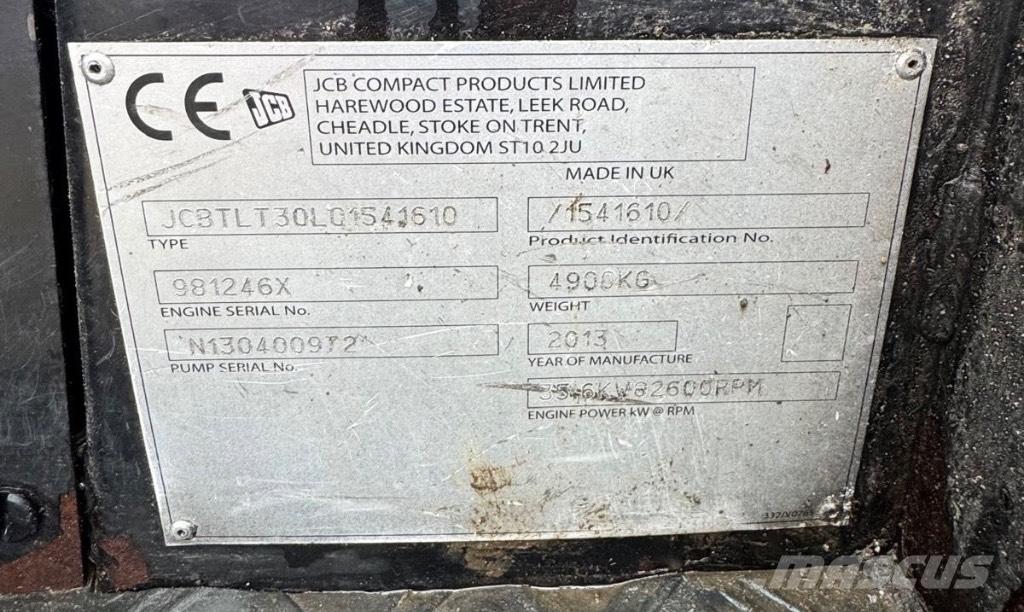 CE JCB
JCB COMPACT PRODUCTS LIMITED
HAREWOOD ESTATE, LEEK ROAD,
CHEADLE, STOKE ON TRENT,
UNITED KINGDOM ST10 2JU
MADE IN UK
JCBTLT30LG1541610
TYPE
/1541610/
Product Identification No.
981246X
ENGINE SERIAL No.
4900KG
WEIGHT
PUMP SERIAL No.
2013
YEAR OF MANUFACTURE
ENGINE POWER kW @ RPM
MASCUS